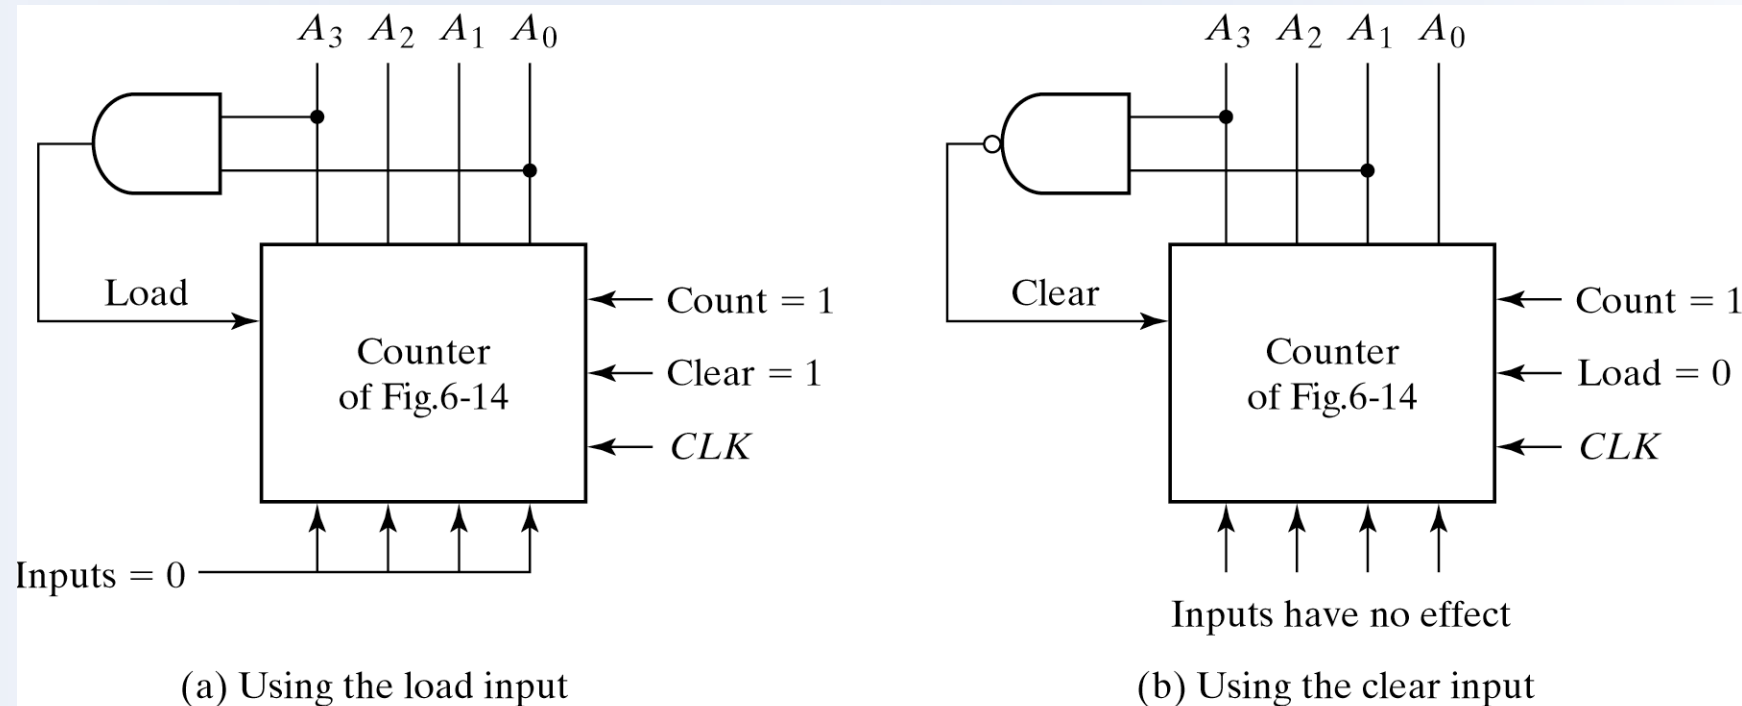 A₃ A₂ A₁ A₀
Load
Counter
of Fig.6-14
Count = 1
Clear = 1
CLK
Inputs = 0
(a) Using the load input
A₃ A₂ A₁ A₀
Clear
Counter
of Fig.6-14
Count = 1
Load = 0
CLK
Inputs have no effect
(b) Using the clear input